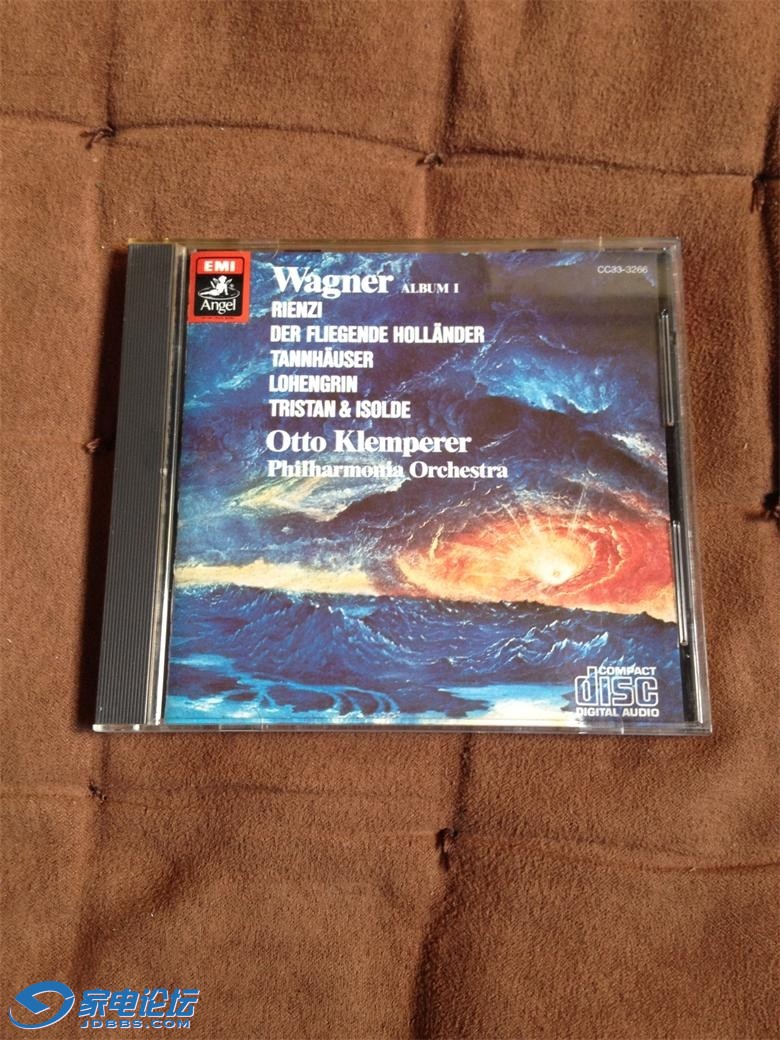 EMI
Angel
Wagner ALBUM I
CC33-3266
RIENZI
DER FLIEGENDE HOLLÄNDER
TANNHÄUSER
LOHENGRIN
TRISTAN & ISOLDE
Otto Klemperer
Philharmonia Orchestra
COMPACT
disc
DIGITAL AUDIO
家电论坛
JDBBS.COM